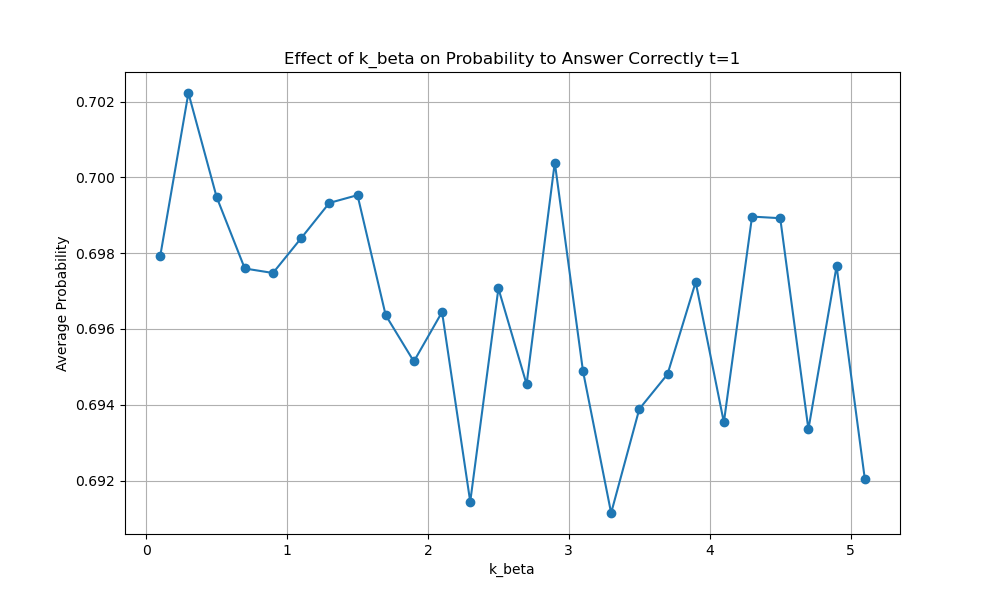 Effect of k_beta on Probability to Answer Correctly t=1
0.702
0.700
0.698
0.696
0.694
0.692
Average Probability
0 1 2 3 4 5
k_beta